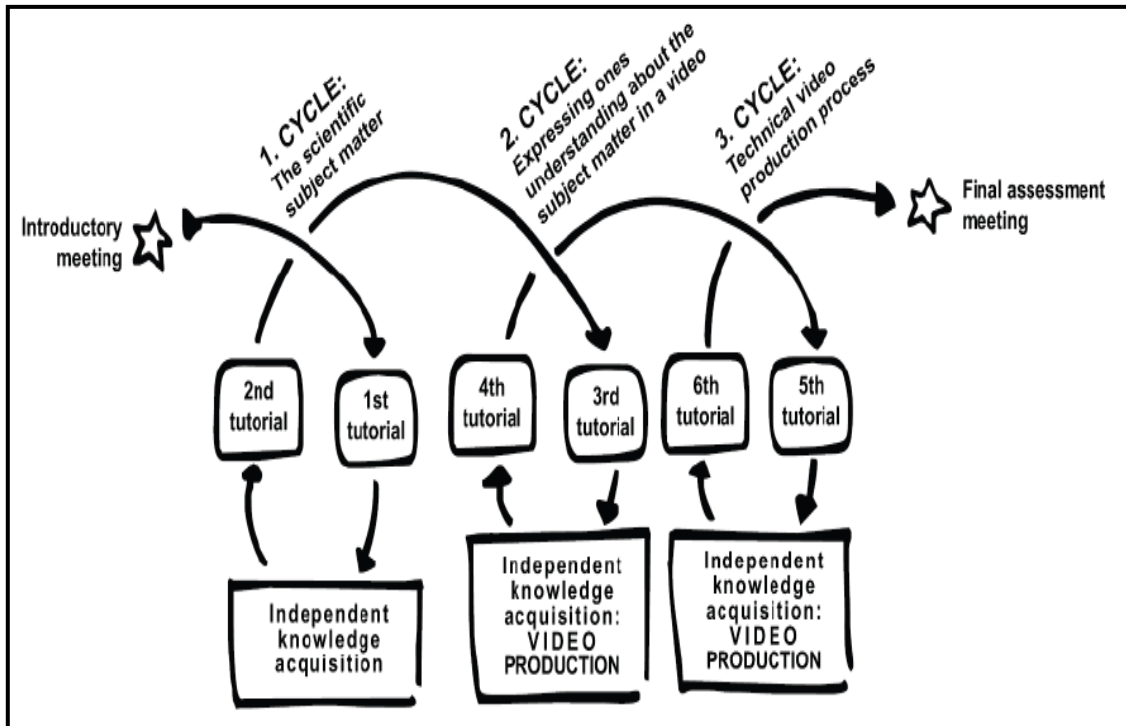 1. CYCLE:
The scientific
subject matter
2. CYCLE:
Expressing ones
understanding about the
subject matter in a video
3. CYCLE:
Technical video
production process
Introductory
meeting
Final assessment
meeting
2nd
tutorial
1st
tutorial
4th
tutorial
3rd
tutorial
6th
tutorial
5th
tutorial
Independent
knowledge
acquisition
Independent
knowledge
acquisition:
VIDEO
PRODUCTION
Independent
knowledge
acquisition:
VIDEO
PRODUCTION